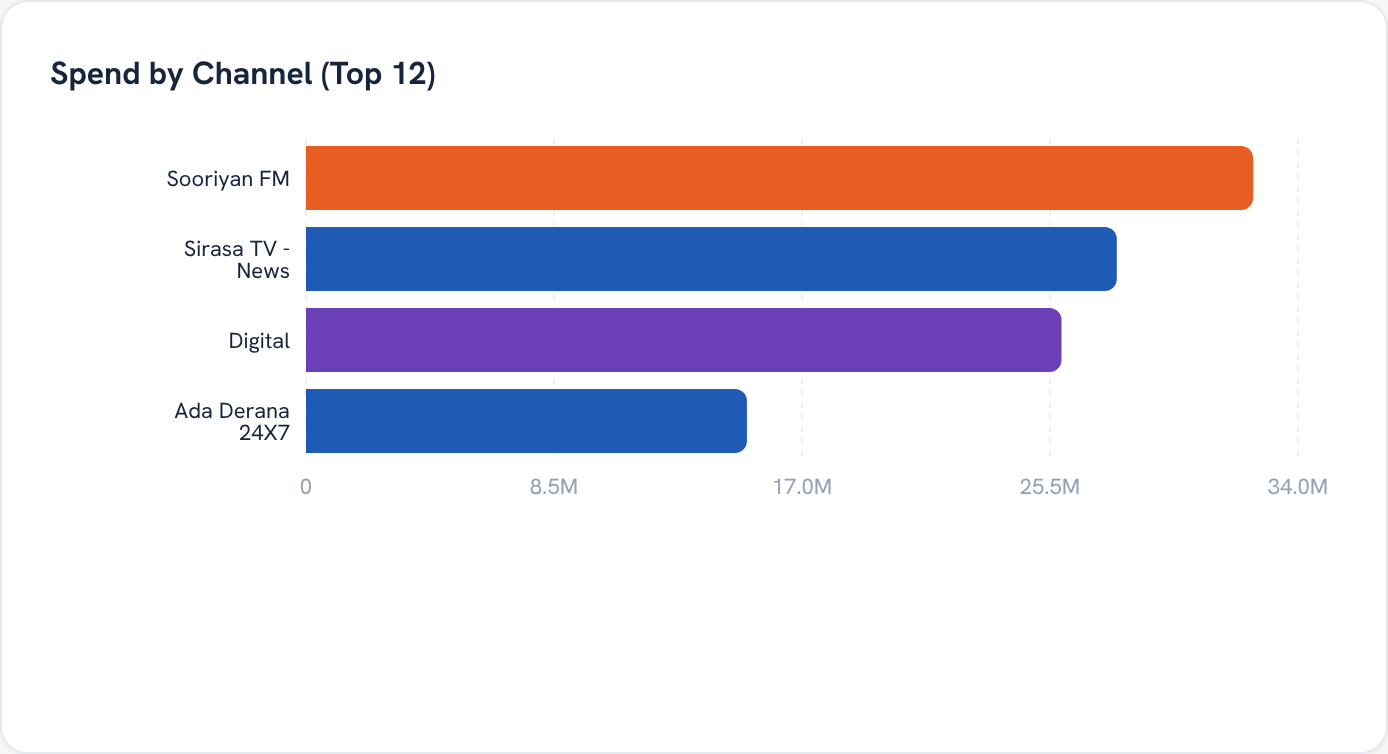 Spend by Channel (Top 12)
Sooriyan FM
Sirasa TV -
News
Digital
Ada Derana
24X7
0
8.5M
17.0M
25.5M
34.0M